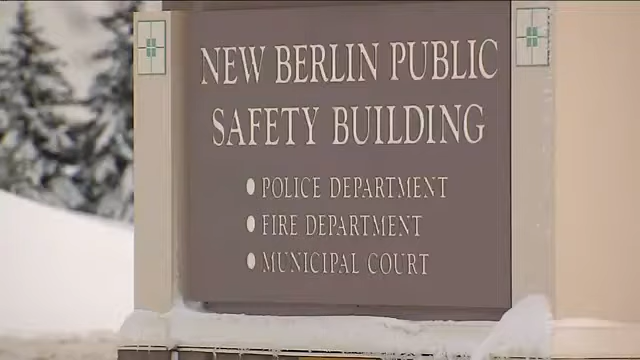 NEW BERLIN PUBLIC
SAFETY BUILDING
• POLICE DEPARTMENT
• FIRE DEPARTMENT
• MUNICIPAL COURT